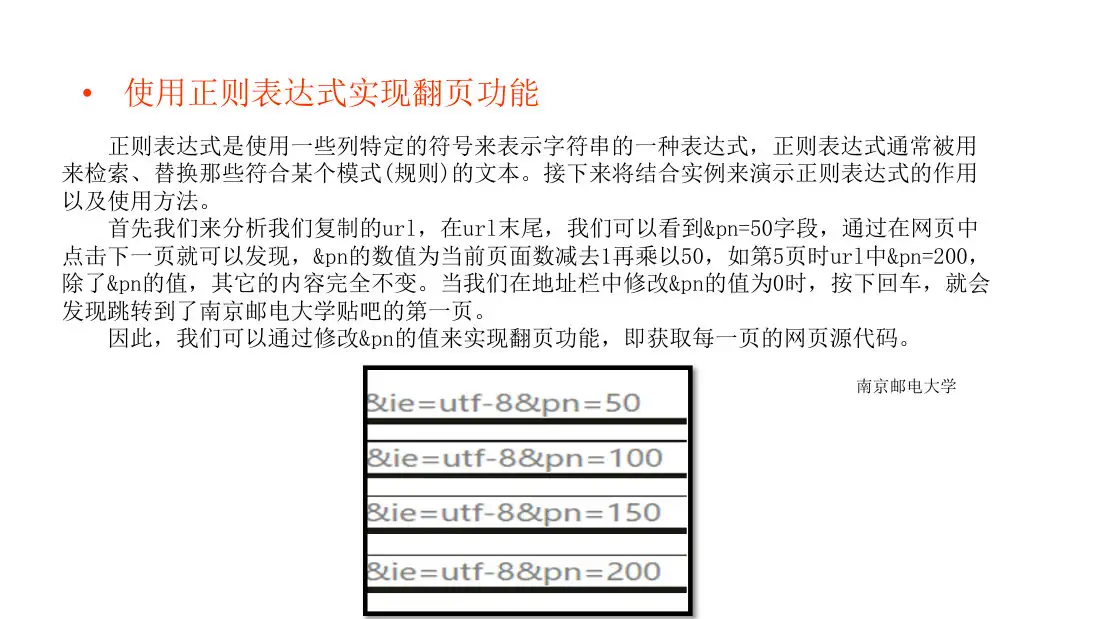 • 使用正则表达式实现翻页功能
正则表达式是使用一些列特定的符号来表示字符串的一种表达式，正则表达式通常被用
来检索、替换那些符合某个模式(规则)的文本。接下来将结合实例来演示正则表达式的作用
以及使用方法。
首先我们来分析我们复制的url，在url末尾，我们可以看到&pn=50字段，通过在网页中
点击下一页就可以发现，&pn的数值为当前页面数减去1再乘以50，如第5页时url中&pn=200，
除了&pn的值，其它的内容完全不变。当我们在地址栏中修改&pn的值为0时，按下回车，就会
发现跳转到了南京邮电大学贴吧的第一页。
因此，我们可以通过修改&pn的值来实现翻页功能，即获取每一页的网页源代码。
南京邮电大学
&ie=utf-8&pn=50
&ie=utf-8&pn=100
&ie=utf-8&pn=150
&ie=utf-8&pn=200